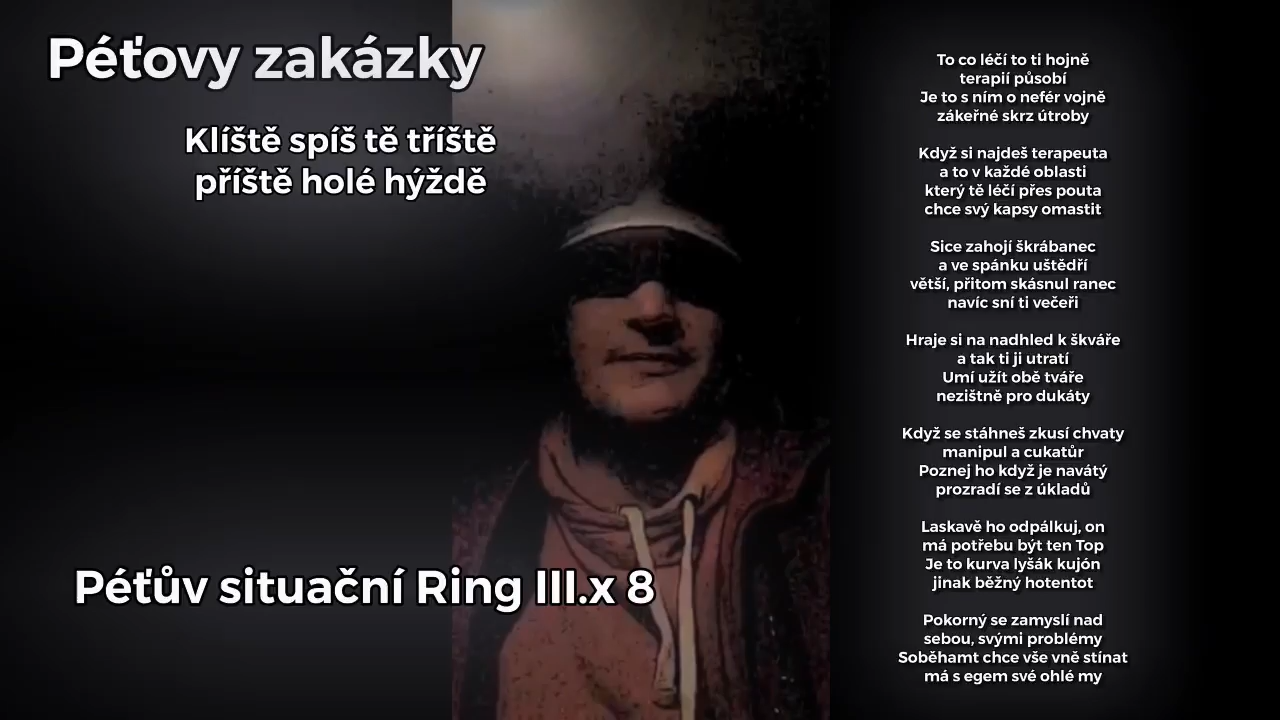 Péťovy zakázky
Klíště spíš tě tříště
příště holé hýždě
Péťův situační Ring III.x 8
To co léčí to ti hojně
terapií působí
Je to s ním o nefér vojně
zákeřné skrz útroby
Když si najdeš terapeuta
a to v každé oblasti
který tě léčí přes pouta
chce svý kapsy omastit
Sice zahojí škrábanec
a ve spánku uštědří
větší, přitom skásnul ranec
navíc sní ti večeři
Hraje si na nadhled k škváře
a tak ti ji utratí
Umí užít obě tváře
nezištně pro dukáty
Když se stáhneš zkusí chvaty
manipul a cukatůr
Poznej ho když je navátý
prozradí se z úkladů
Laskavě ho odpálkuj, on
má potřebu být ten Top
Je to kurva lyšák kujón
jinak běžný hotentot
Pokorný se zamyslí nad
sebou, svými problémy
Soběhamt chce vše vně stínat
má s egem své ohlé my